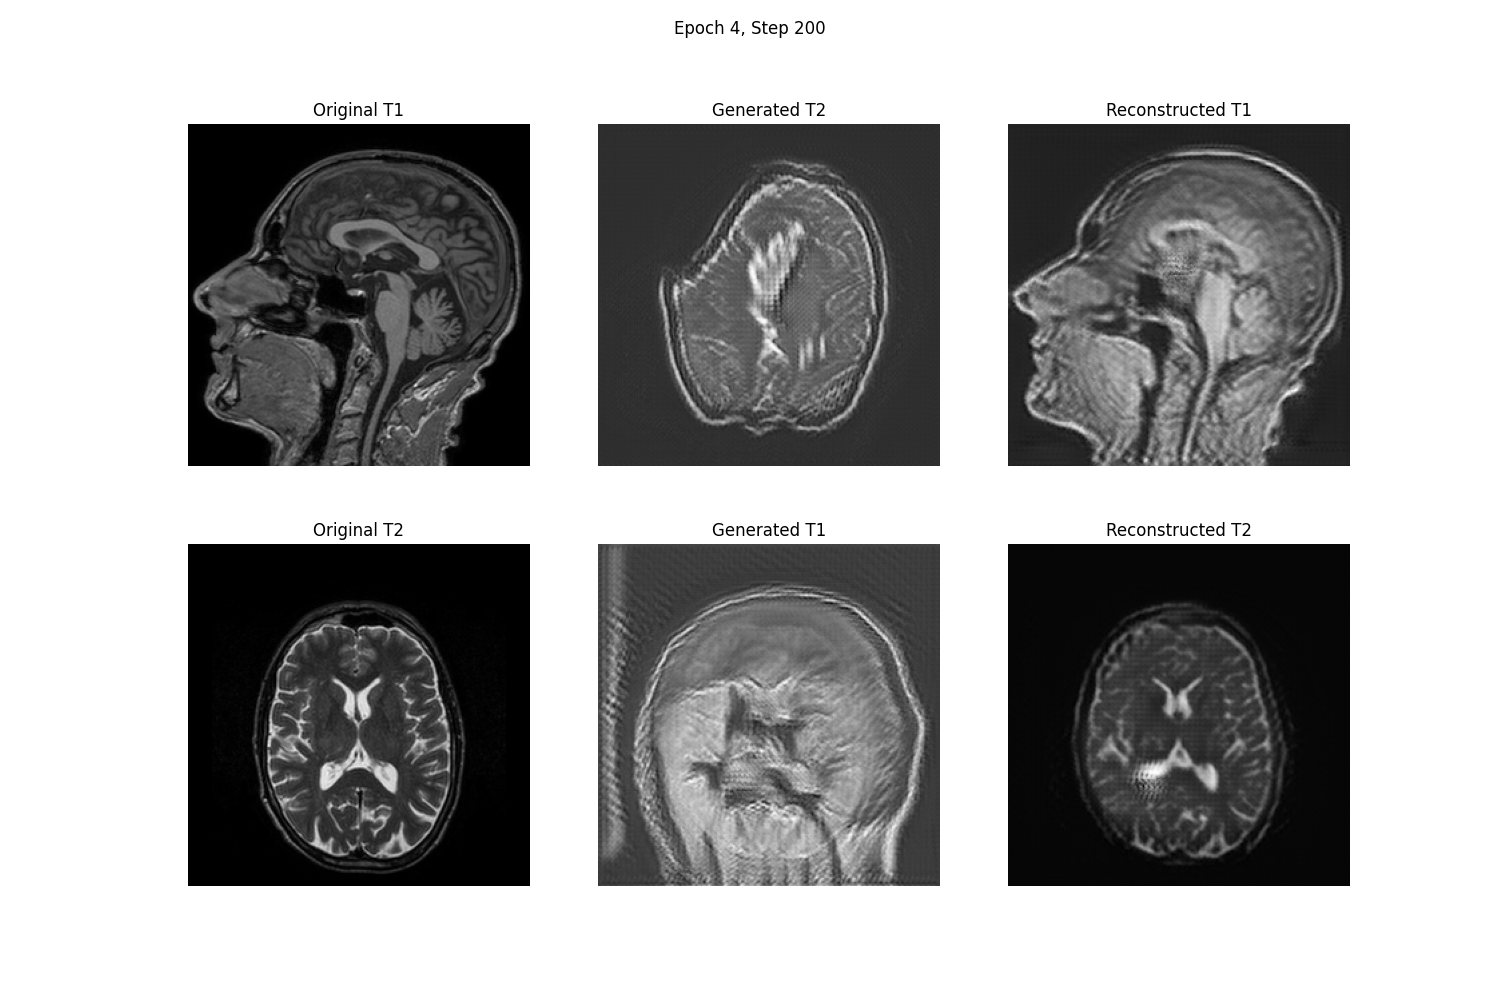 Epoch 4, Step 200
Original T1
Generated T2
Reconstructed T1
Original T2
Generated T1
Reconstructed T2